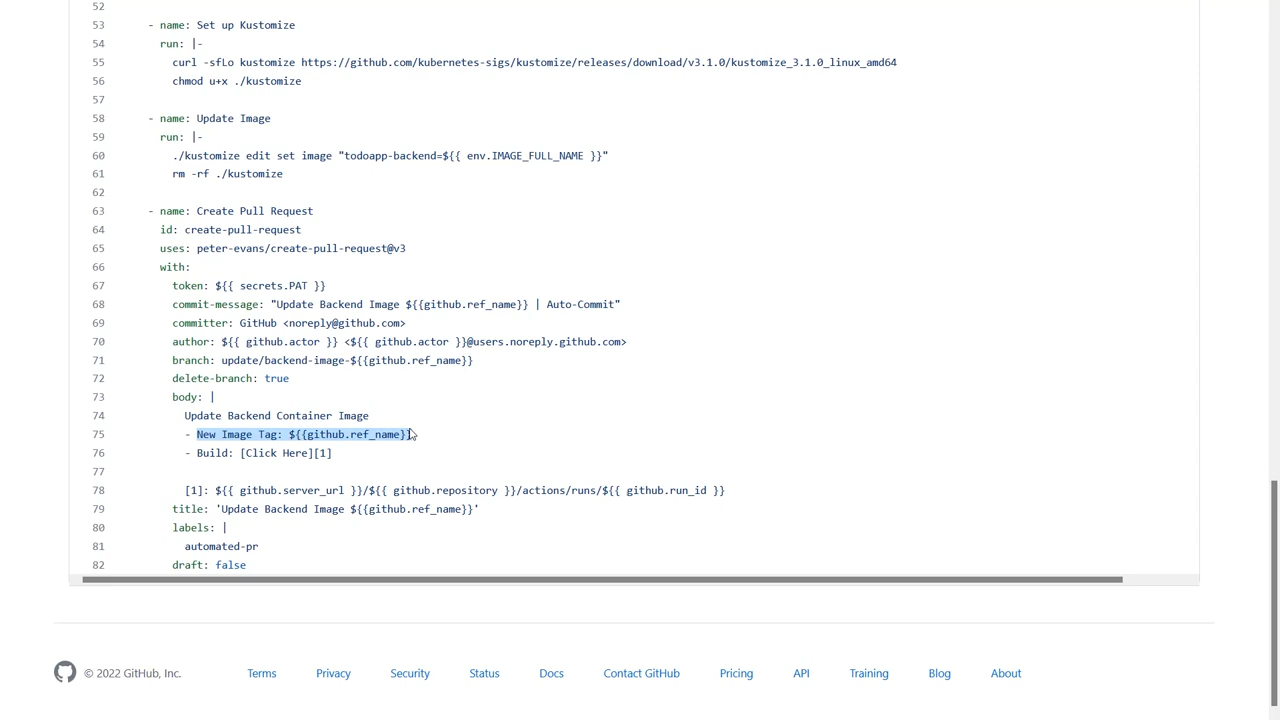 52
53 - name: Set up Kustomize
54 run: |-
55 curl -sfLo kustomize https://github.com/kubernetes-sigs/kustomize/releases/download/v3.1.0/kustomize_3.1.0_linux_amd64
56 chmod u+x ./kustomize
57
58 - name: Update Image
59 run: |-
60 ./kustomize edit set image "todoapp-backend=${{ env.IMAGE_FULL_NAME }}"
61 rm -rf ./kustomize
62
63 - name: Create Pull Request
64 id: create-pull-request
65 uses: peter-evans/create-pull-request@v3
66 with:
67 token: ${{ secrets.PAT }}
68 commit-message: "Update Backend Image ${{github.ref_name}} | Auto-Commit"
69 committer: GitHub <noreply@github.com>
70 author: ${{ github.actor }} <${{ github.actor }}@users.noreply.github.com>
71 branch: update/backend-image-${{github.ref_name}}
72 delete-branch: true
73 body: |
74 Update Backend Container Image
75 - New Image Tag: ${{github.ref_name}}
76 - Build: [Click Here][1]
77
78 [1]: ${{ github.server_url }}/${{ github.repository }}/actions/runs/${{ github.run_id }}
79 title: 'Update Backend Image ${{github.ref_name}}'
80 labels: |
81 automated-pr
82 draft: false
© 2022 GitHub, Inc. Terms Privacy Security Status Docs Contact GitHub Pricing API Training Blog About